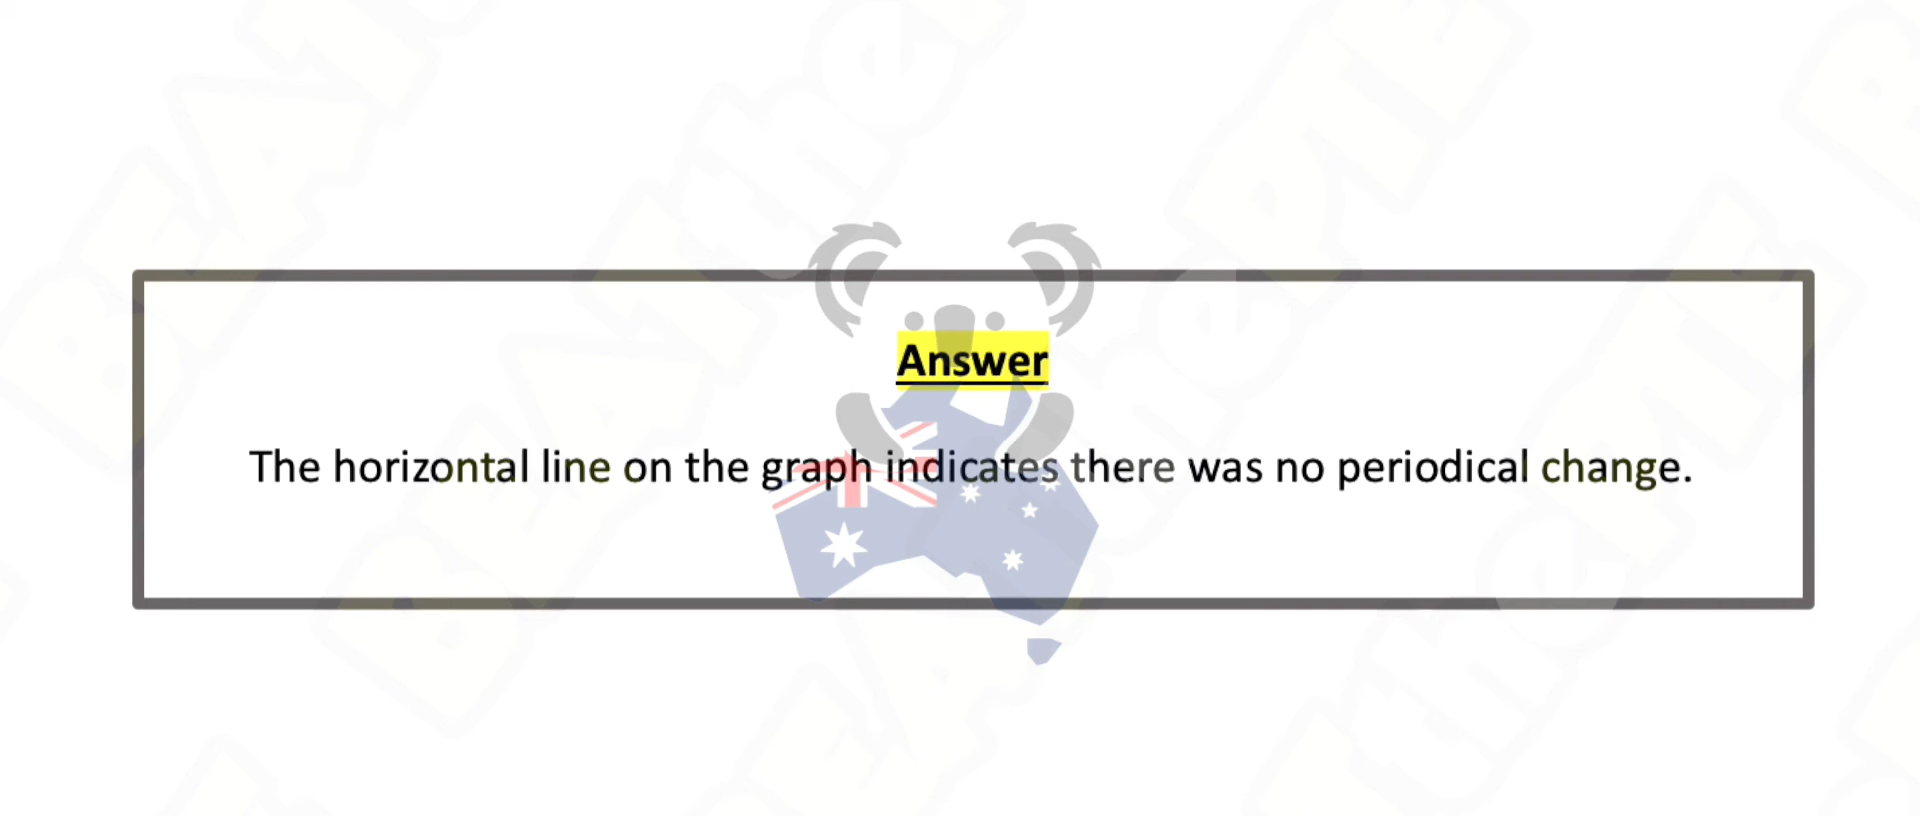 Answer
The horizontal line on the graph indicates there was no periodical change.